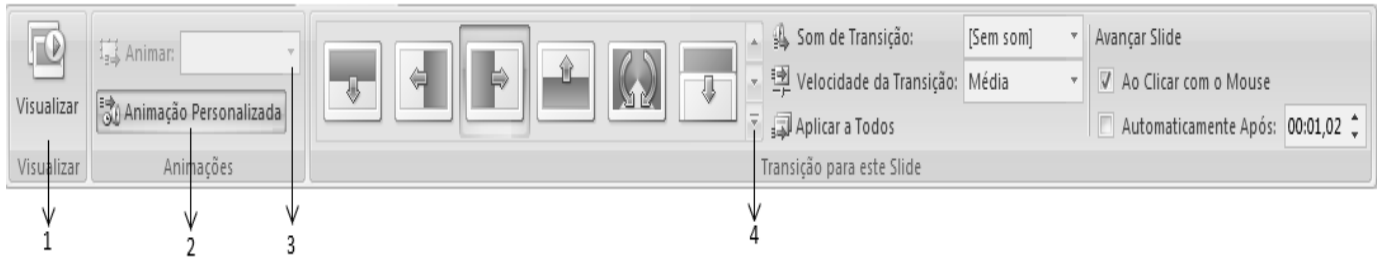 Visualizar
Visualizar
Animar:
Animação Personalizada
Animações
Som de Transição: [Sem som]
Velocidade da Transição: Média
Aplicar a Todos
Avançar Slide
Ao Clicar com o Mouse
Automaticamente Após: 00:01,02
Transição para este Slide
1 2 3 4